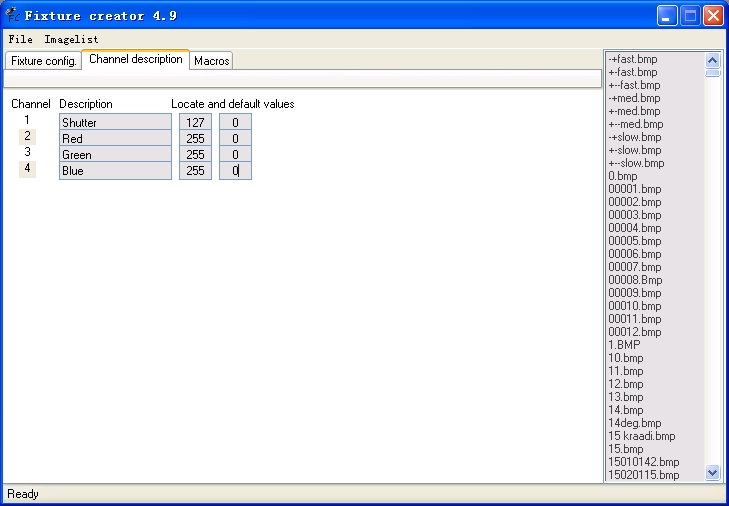 Fixture creator 4.9
File Imagelist
Fixture config. Channel description Macros
Channel Description Locate and default values
1 Shutter 127 0
2 Red 255 0
3 Green 255 0
4 Blue 255 0
-+fast.bmp
+-fast.bmp
+--fast.bmp
-+med.bmp
+-med.bmp
+--med.bmp
-+slow.bmp
+-slow.bmp
+--slow.bmp
0.bmp
00001.bmp
00002.bmp
00003.bmp
00004.bmp
00005.bmp
00006.bmp
00007.bmp
00008.Bmp
00009.bmp
00010.bmp
00011.bmp
00012.bmp
1.BMP
10.bmp
11.bmp
12.bmp
13.bmp
14.bmp
14deg.bmp
15 kraadi.bmp
15.bmp
15010142.bmp
15020115.bmp
Ready